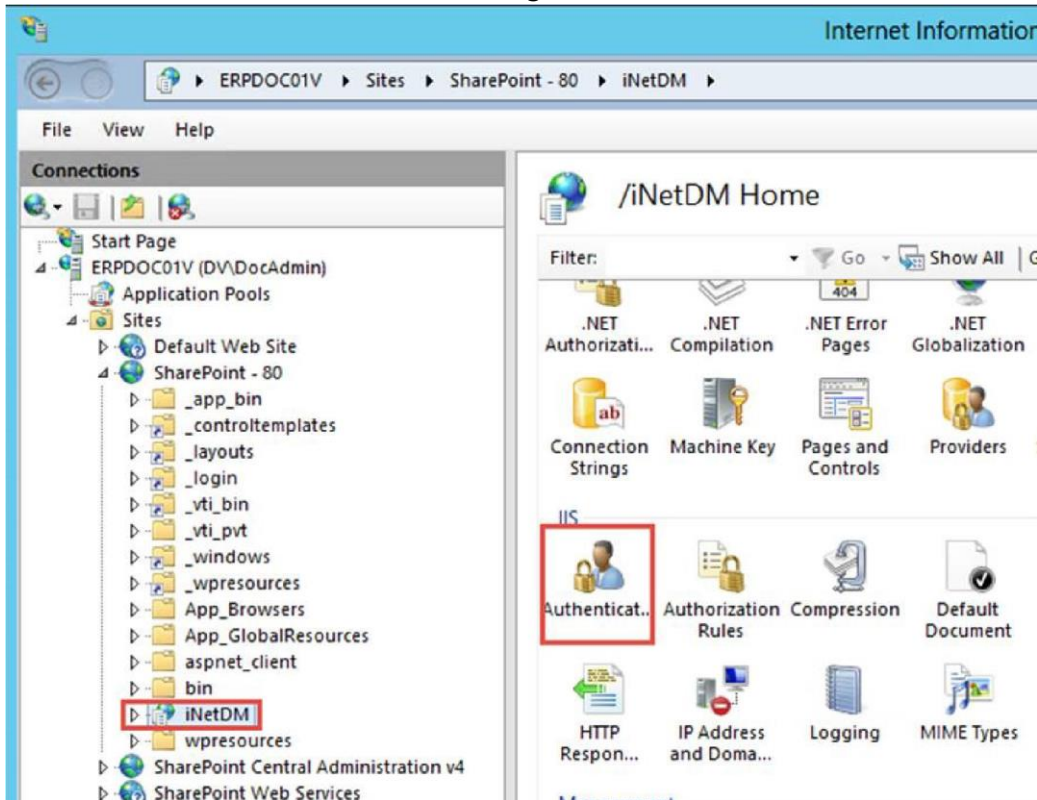 Internet Information
ERPDOC01V Sites SharePoint - 80 iNetDM
File View Help
Connections
Start Page
ERPDOC01V (DV\DocAdmin)
Application Pools
Sites
Default Web Site
SharePoint - 80
_app_bin
_controltemplates
_layouts
_login
_vti_bin
_vti_pvt
_windows
_wpresources
App_Browsers
App_GlobalResources
aspnet_client
bin
iNetDM
wpresources
SharePoint Central Administration v4
SharePoint Web Services
/iNetDM Home
Filter: Go Show All G
404
.NET Authorizati...
.NET Compilation
.NET Error Pages
.NET Globalization
ab
Connection Strings
Machine Key
Pages and Controls
Providers
IIS
Authenticat...
Authorization Rules
Compression
Default Document
HTTP Respon...
IP Address and Doma...
Logging
MIME Types